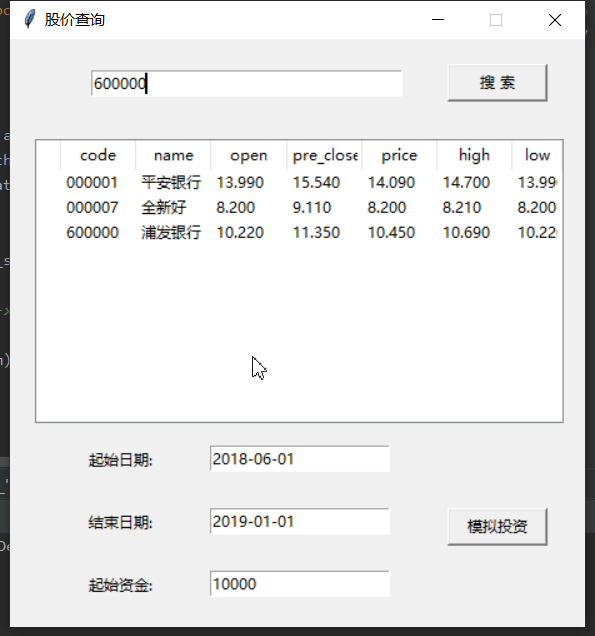 股价查询
600000
搜 索
code name open pre_close price high low
000001 平安银行 13.990 15.540 14.090 14.700 13.99
000007 全新好 8.200 9.110 8.200 8.210 8.200
600000 浦发银行 10.220 11.350 10.450 10.690 10.22
起始日期: 2018-06-01
结束日期: 2019-01-01
模拟投资
起始资金: 10000